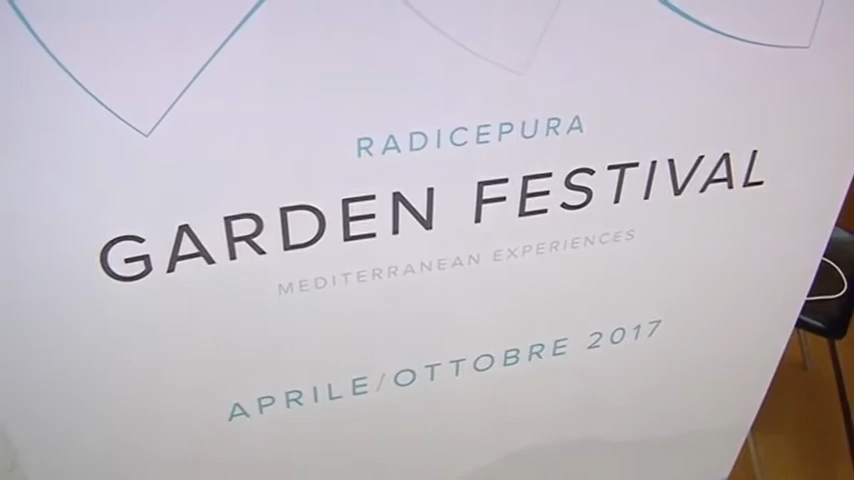 RADICEPURA
GARDEN FESTIVAL
MEDITERRANEAN EXPERIENCES
APRILE/OTTOBRE 2017